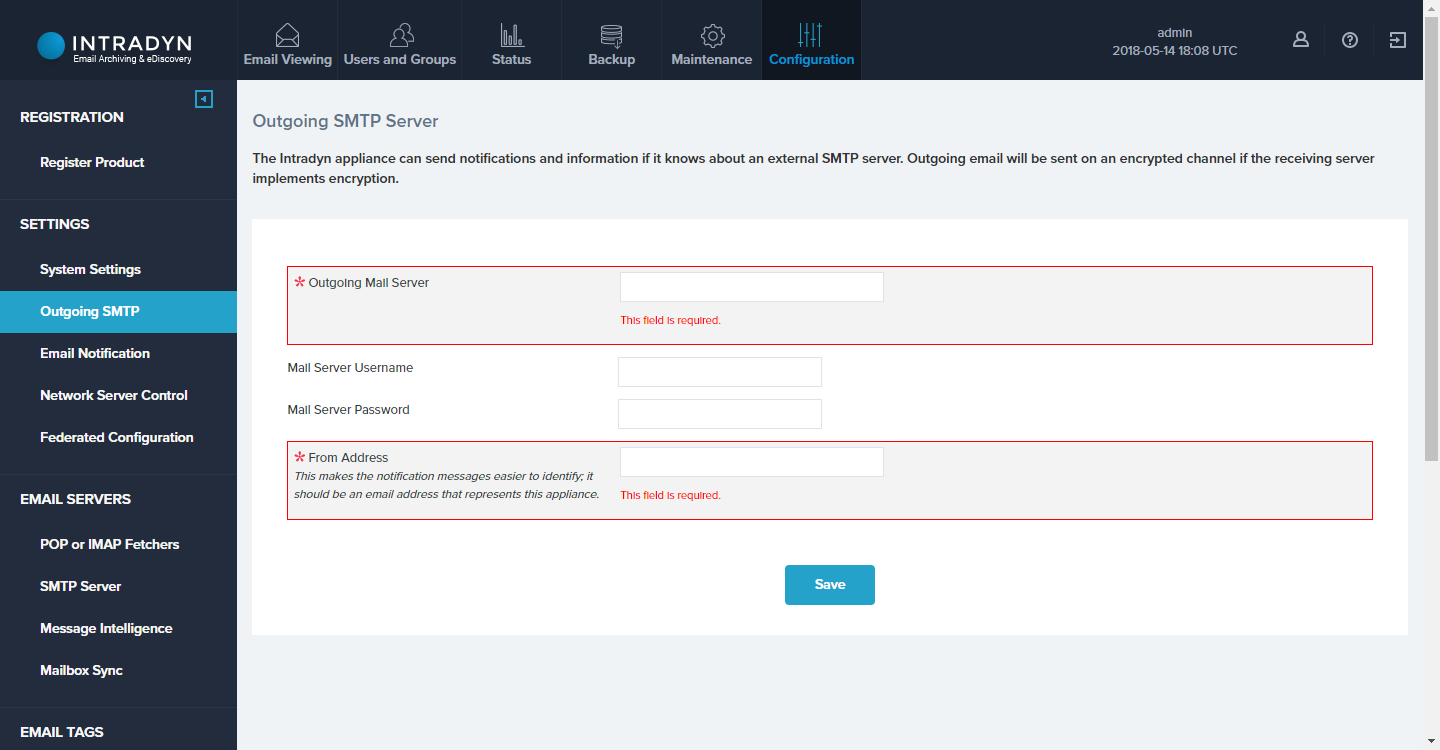 INTRADYN
Email Archiving & eDiscovery
Email Viewing
Users and Groups
Status
Backup
Maintenance
Configuration
admin
2018-05-14 18:08 UTC
REGISTRATION
Register Product
SETTINGS
System Settings
Outgoing SMTP
Email Notification
Network Server Control
Federated Configuration
EMAIL SERVERS
POP or IMAP Fetchers
SMTP Server
Message Intelligence
Mailbox Sync
EMAIL TAGS
Outgoing SMTP Server
The Intradyn appliance can send notifications and information if it knows about an external SMTP server. Outgoing email will be sent on an encrypted channel if the receiving server
implements encryption.
* Outgoing Mail Server
This field is required.
Mail Server Username
Mail Server Password
* From Address
This makes the notification messages easier to identify; it
should be an email address that represents this appliance.
This field is required.
Save